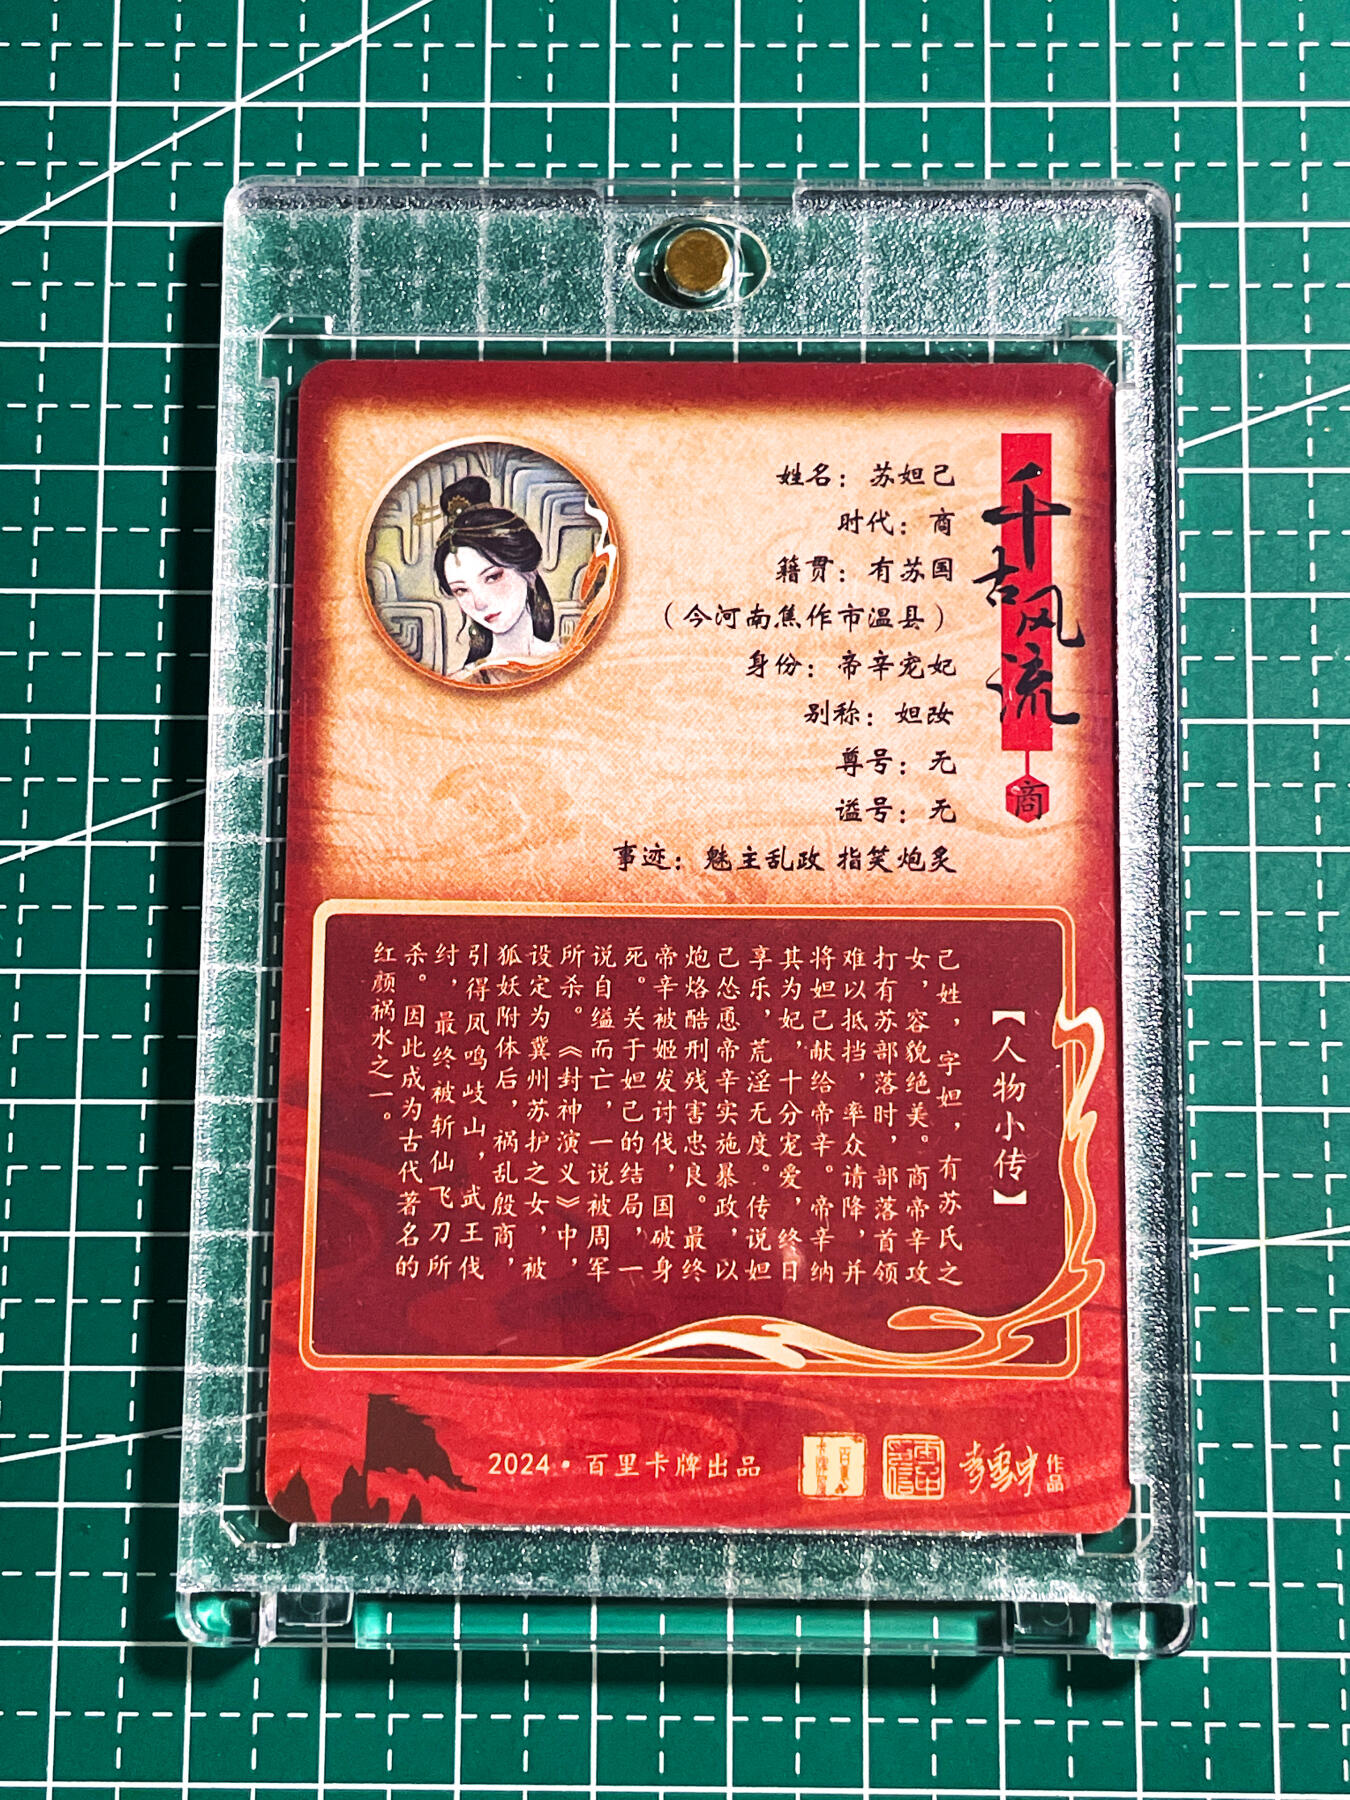 千古风流
商
姓名：苏妲己
时代：商
籍贯：有苏国
（今河南焦作市温县）
身份：帝辛宠妃
别称：妲改
尊号：无
谥号：无
事迹：魅主乱政 指笑炮炙
【人物小传】
己姓，字妲，有苏氏之
女，容貌绝美。商帝辛攻
打有苏部落时，部落首领
难以抵挡，率众请降，并
将妲己献给帝辛。帝辛纳
其为妃，十分宠爱，终日
享乐，荒淫无度。传说妲
己怂恿帝辛实施暴政，以
炮烙酷刑残害忠良。最终
帝辛被姬发讨伐，国破身
死。关于妲己的结局，一
说自缢而亡，一说被周军
所杀。《封神演义》中，
设定为冀州苏护之女，被
狐妖附体后，祸乱殷商，
引得凤鸣岐山，武王伐
纣，最终被斩仙飞刀所
杀。因此成为古代著名的
红颜祸水之一。
2024·百里卡牌出品
李云中作品